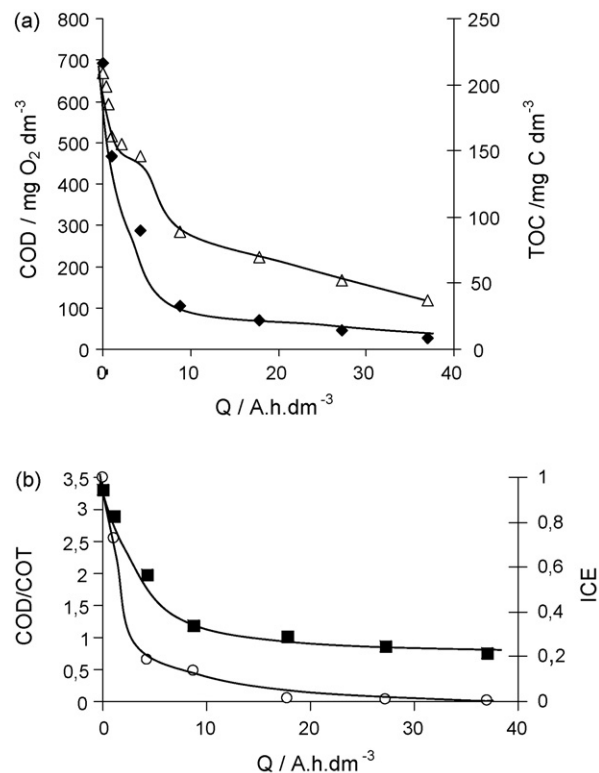 (a)
800
700
600
500
400
300
200
100
0
COD / mg O₂ dm⁻³
250
200
150
100
50
0
TOC /mg C dm⁻³
0 10 20 30 40
Q / A.h.dm⁻³
(b)
3,5
3
2,5
2
1,5
1
0,5
0
COD/COT
1
0,8
0,6
0,4
0,2
0
ICE
0 10 20 30 40
Q / A.h.dm⁻³